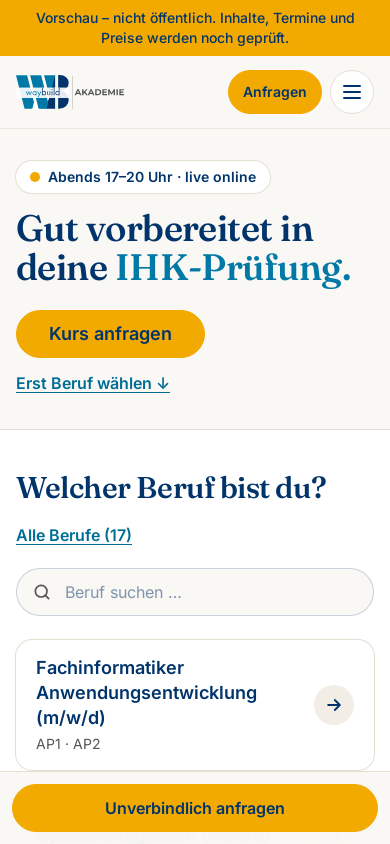 Vorschau – nicht öffentlich. Inhalte, Termine und
Preise werden noch geprüft.
WB waybuild AKADEMIE
Anfragen
Abends 17–20 Uhr · live online
Gut vorbereitet in
deine IHK-Prüfung.
Kurs anfragen
Erst Beruf wählen ↓
Welcher Beruf bist du?
Alle Berufe (17)
Beruf suchen ...
Fachinformatiker
Anwendungsentwicklung
(m/w/d)
AP1 · AP2
Unverbindlich anfragen